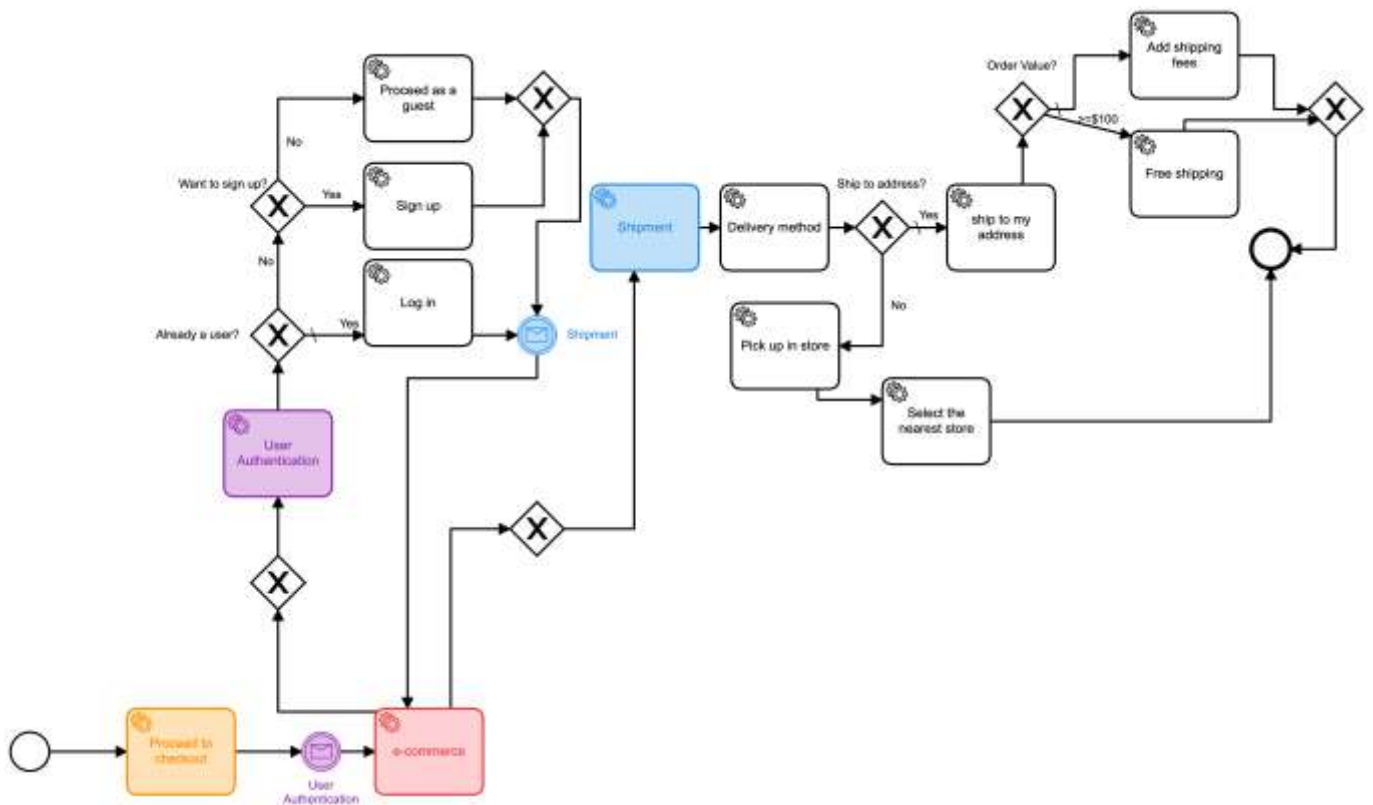 Add shipping
fees
Order Value?
>=$100
Free shipping
Proceed as a
guest
No
Want to sign up?
Yes
Sign up
Ship to address?
Shipment
Delivery method
Yes
ship to my
address
No
Log in
Already a user?
Yes
Shipment
No
Pick up in store
Select the
nearest store
User
Authentication
Proceed to
checkout
e-commerce
User
Authentication